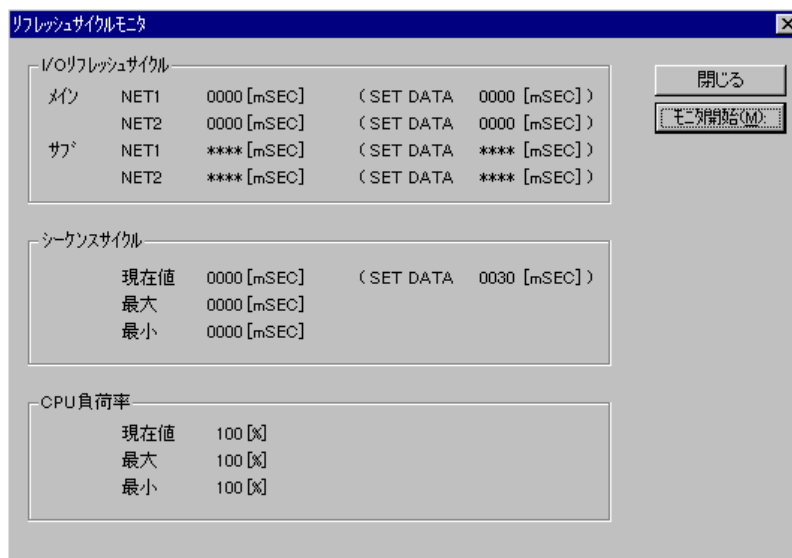 リフレッシュサイクルモニタ
I/Oリフレッシュサイクル
メイン NET1 0000 [mSEC] ( SET DATA 0000 [mSEC] )
NET2 0000 [mSEC] ( SET DATA 0000 [mSEC] )
サブ NET1 **** [mSEC] ( SET DATA **** [mSEC] )
NET2 **** [mSEC] ( SET DATA **** [mSEC] )
シーケンスサイクル
現在値 0000 [mSEC] ( SET DATA 0030 [mSEC] )
最大 0000 [mSEC]
最小 0000 [mSEC]
CPU負荷率
現在値 100 [%]
最大 100 [%]
最小 100 [%]
閉じる
モニタ開始(M):